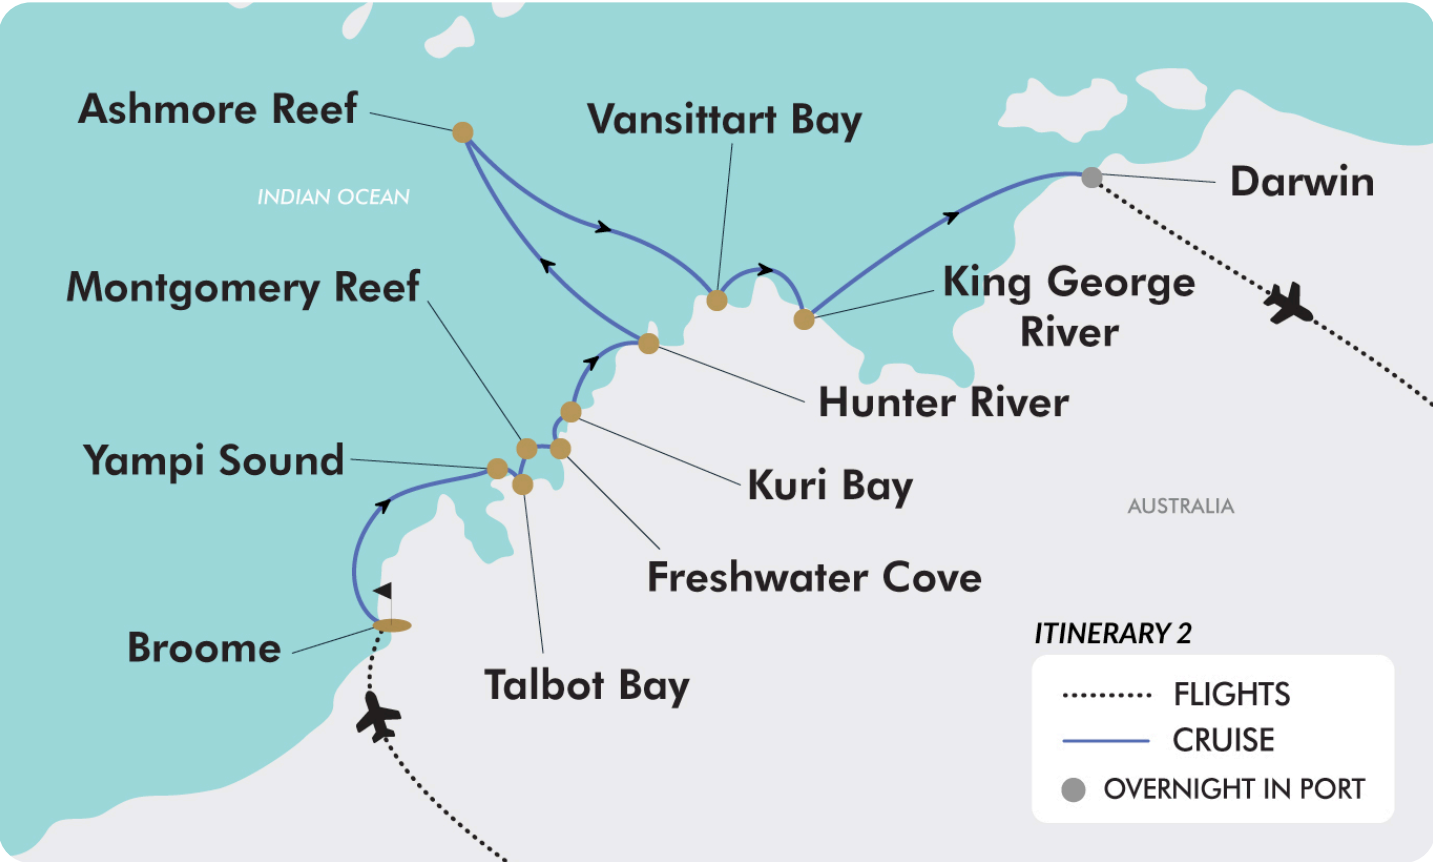 Ashmore Reef
Vansittart Bay
Darwin
INDIAN OCEAN
Montgomery Reef
King George
River
Hunter River
Yampi Sound
Kuri Bay
AUSTRALIA
Freshwater Cove
Broome
Talbot Bay
ITINERARY 2
FLIGHTS
CRUISE
OVERNIGHT IN PORT